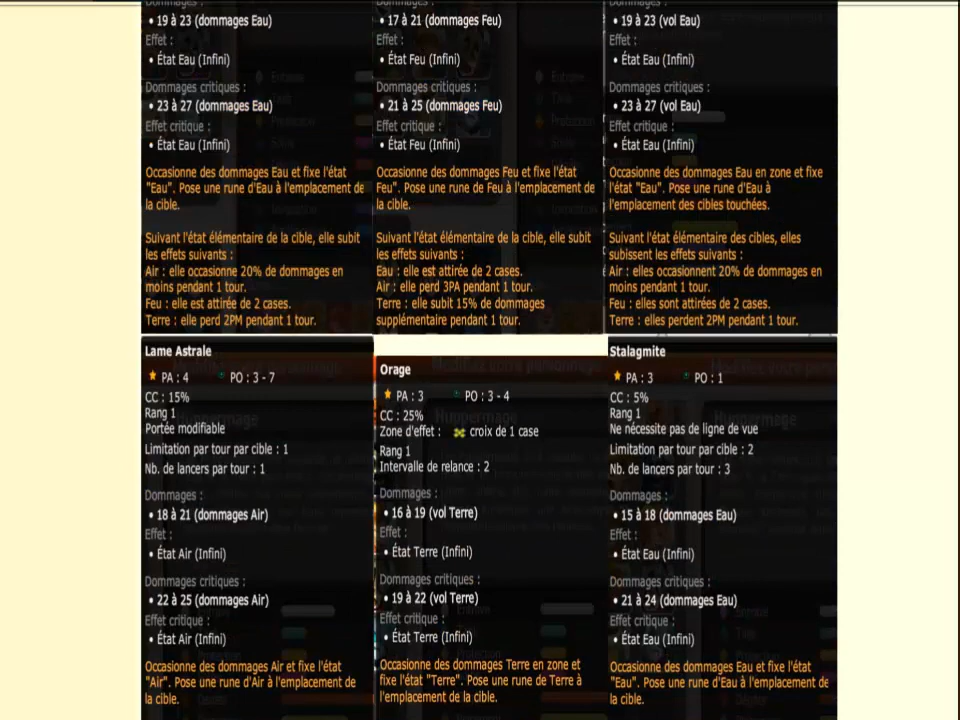 Dommages :
• 19 à 23 (dommages Eau)
Effet :
• État Eau (Infini)
Dommages critiques :
• 23 à 27 (dommages Eau)
Effet critique :
• État Eau (Infini)
Occasionne des dommages Eau et fixe l'état
"Eau". Pose une rune d'Eau à l'emplacement de
la cible.
Suivant l'état élémentaire de la cible, elle subit
les effets suivants :
Air : elle occasionne 20% de dommages en
moins pendant 1 tour.
Feu : elle est attirée de 2 cases.
Terre : elle perd 2PM pendant 1 tour.
Dommages :
• 17 à 21 (dommages Feu)
Effet :
• État Feu (Infini)
Dommages critiques :
• 21 à 25 (dommages Feu)
Effet critique :
• État Feu (Infini)
Occasionne des dommages Feu et fixe l'état
Feu". Pose une rune de Feu à l'emplacement de
la cible.
Suivant l'état élémentaire de la cible, elle subit
les effets suivants :
Eau : elle est attirée de 2 cases.
Air : elle perd 3PA pendant 1 tour.
Terre : elle subit 15% de dommages
supplémentaire pendant 1 tour.
Dommages :
• 19 à 23 (vol Eau)
Effet :
• État Eau (Infini)
Dommages critiques :
• 23 à 27 (vol Eau)
Effet critique :
• État Eau (Infini)
Occasionne des dommages Eau en zone et fixe
l'état "Eau". Pose une rune d'Eau à
l'emplacement des cibles touchées.
Suivant l'état élémentaire des cibles, elles
subissent les effets suivants :
Air : elles occasionnent 20% de dommages en
moins pendant 1 tour.
Feu : elles sont attirées de 2 cases.
Terre : elles perdent 2PM pendant 1 tour.
Lame Astrale
PA : 4 PO : 3 - 7
CC : 15%
Rang 1
Portée modifiable
Limitation par tour par cible : 1
Nb. de lancers par tour : 1
Dommages :
• 18 à 21 (dommages Air)
Effet :
• État Air (Infini)
Dommages critiques :
• 22 à 25 (dommages Air)
Effet critique :
• État Air (Infini)
Occasionne des dommages Air et fixe l'état
"Air". Pose une rune d'Air à l'emplacement de
la cible.
Orage
PA : 3 PO : 3 - 4
CC : 25%
Zone d'effet : croix de 1 case
Rang 1
Intervalle de relance : 2
Dommages :
• 16 à 19 (vol Terre)
Effet :
• État Terre (Infini)
Dommages critiques :
• 19 à 22 (vol Terre)
Effet critique :
• État Terre (Infini)
Occasionne des dommages Terre en zone et
fixe l'état "Terre". Pose une rune de Terre à
l'emplacement de la cible.
Stalagmite
PA : 3 PO : 1
CC : 5%
Rang 1
Ne nécessite pas de ligne de vue
Limitation par tour par cible : 2
Nb. de lancers par tour : 3
Dommages :
• 15 à 18 (dommages Eau)
Effet :
• État Eau (Infini)
Dommages critiques :
• 21 à 24 (dommages Eau)
Effet critique :
• État Eau (Infini)
Occasionne des dommages Eau et fixe l'état
"Eau". Pose une rune d'Eau à l'emplacement de
la cible.